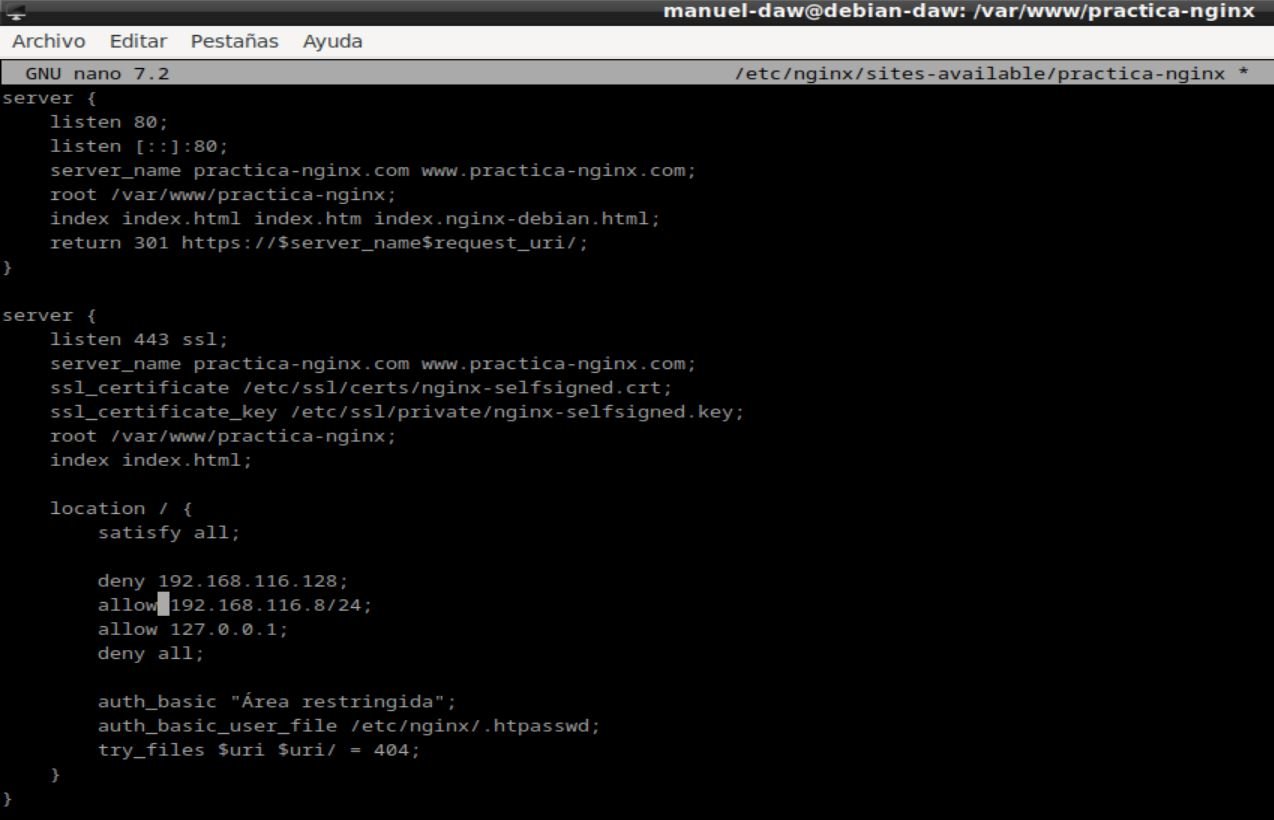 manuel-daw@debian-daw: /var/www/practica-nginx
Archivo Editar Pestañas Ayuda
GNU nano 7.2 /etc/nginx/sites-available/practica-nginx *
server {
    listen 80;
    listen [::]:80;
    server_name practica-nginx.com www.practica-nginx.com;
    root /var/www/practica-nginx;
    index index.html index.htm index.nginx-debian.html;
    return 301 https://$server_name$request_uri/;
}

server {
    listen 443 ssl;
    server_name practica-nginx.com www.practica-nginx.com;
    ssl_certificate /etc/ssl/certs/nginx-selfsigned.crt;
    ssl_certificate_key /etc/ssl/private/nginx-selfsigned.key;
    root /var/www/practica-nginx;
    index index.html;

    location / {
        satisfy all;

        deny 192.168.116.128;
        allow 192.168.116.8/24;
        allow 127.0.0.1;
        deny all;

        auth_basic "Área restringida";
        auth_basic_user_file /etc/nginx/.htpasswd;
        try_files $uri $uri/ = 404;
    }
}